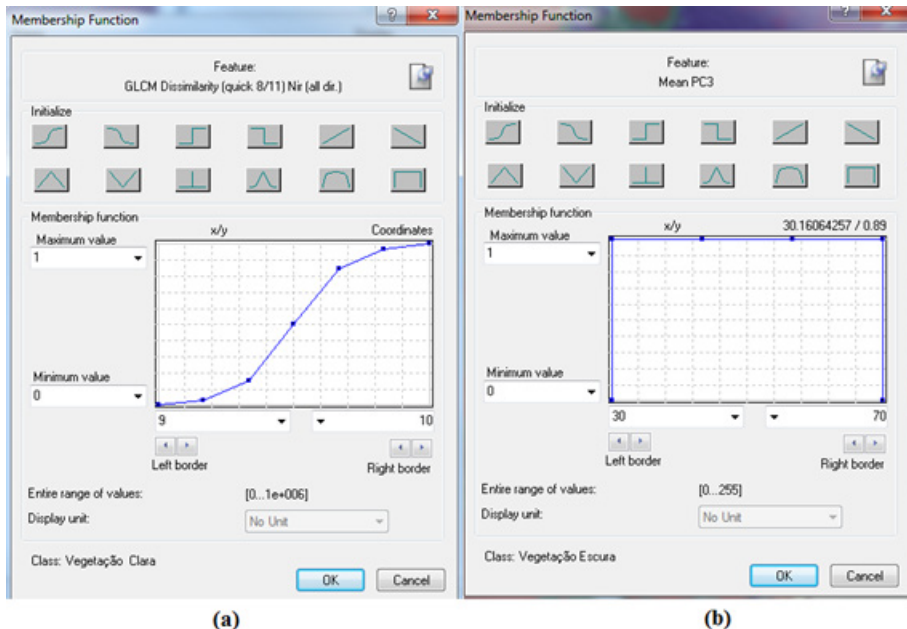 Membership Function
Feature:
GLCM Dissimilarity (quick 8/11) Nir (all dir.)
Initialize
Membership function
x/y
Coordinates
Maximum value
1
Minimum value
0
9
10
Left border
Right border
Entire range of values:
[0...1e+006]
Display unit:
No Unit
Class: Vegetação Clara
OK
Cancel
(a)
Membership Function
Feature:
Mean PC3
Initialize
Membership function
x/y
30.16064257 / 0.89
Maximum value
1
Minimum value
0
30
70
Left border
Right border
Entire range of values:
[0...255]
Display unit:
No Unit
Class: Vegetação Escura
OK
Cancel
(b)